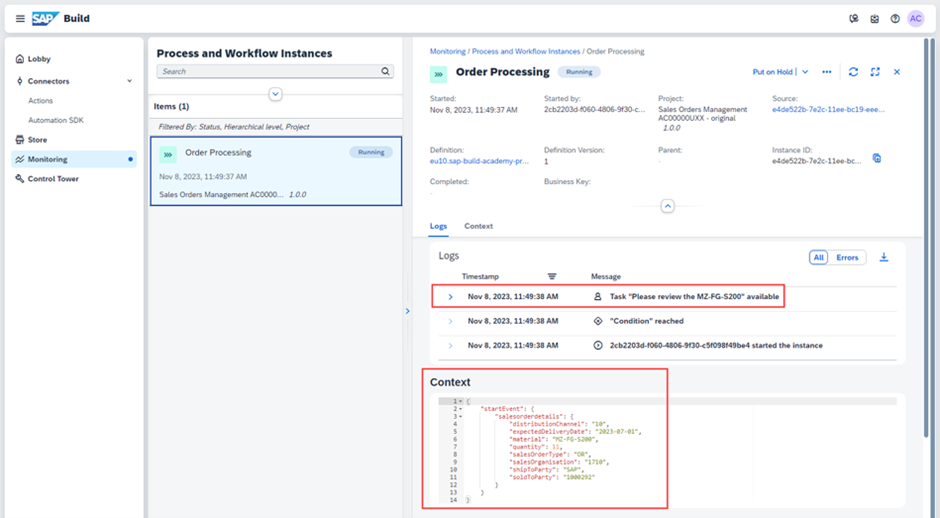 SAP Build
AC
Lobby
Connectors
Actions
Automation SDK
Store
Monitoring
Control Tower
Process and Workflow Instances
Search
Items (1)
Filtered By: Status, Hierarchical level, Project
Order Processing Running
Nov 8, 2023, 11:49:37 AM
Sales Orders Management AC0000... 1.0.0
Monitoring / Process and Workflow Instances / Order Processing
Order Processing Running
Put on Hold
Started: Started by: Project: Source:
Nov 8, 2023, 11:49:37 AM 2cb2203d-f060-4806-9f30-c... Sales Orders Management e4de522b-7e2c-11ee-bc19-eee...
AC00000UXX - original
1.0.0
Definition: Definition Version: Parent: Instance ID:
eu10.sap-build-academy-pr... 1 e4de522b-7e2c-11ee-bc...
Completed: Business Key:
Logs Context
Logs
All Errors
Timestamp Message
Nov 8, 2023, 11:49:38 AM Task "Please review the MZ-FG-S200" available
Nov 8, 2023, 11:49:38 AM "Condition" reached
Nov 8, 2023, 11:49:38 AM 2cb2203d-f060-4806-9f30-c5f098f49be4 started the instance
Context
1 {
2 "startEvent": {
3 "salesorderdetails": {
4 "distributionChannel": "10",
5 "expectedDeliveryDate": "2023-07-01",
6 "material": "MZ-FG-S200",
7 "quantity": 11,
8 "salesOrderType": "OR",
9 "salesOrganisation": "1710",
10 "shipToParty": "SAP",
11 "soldToParty": "1000292"
12 }
13 }
14 }